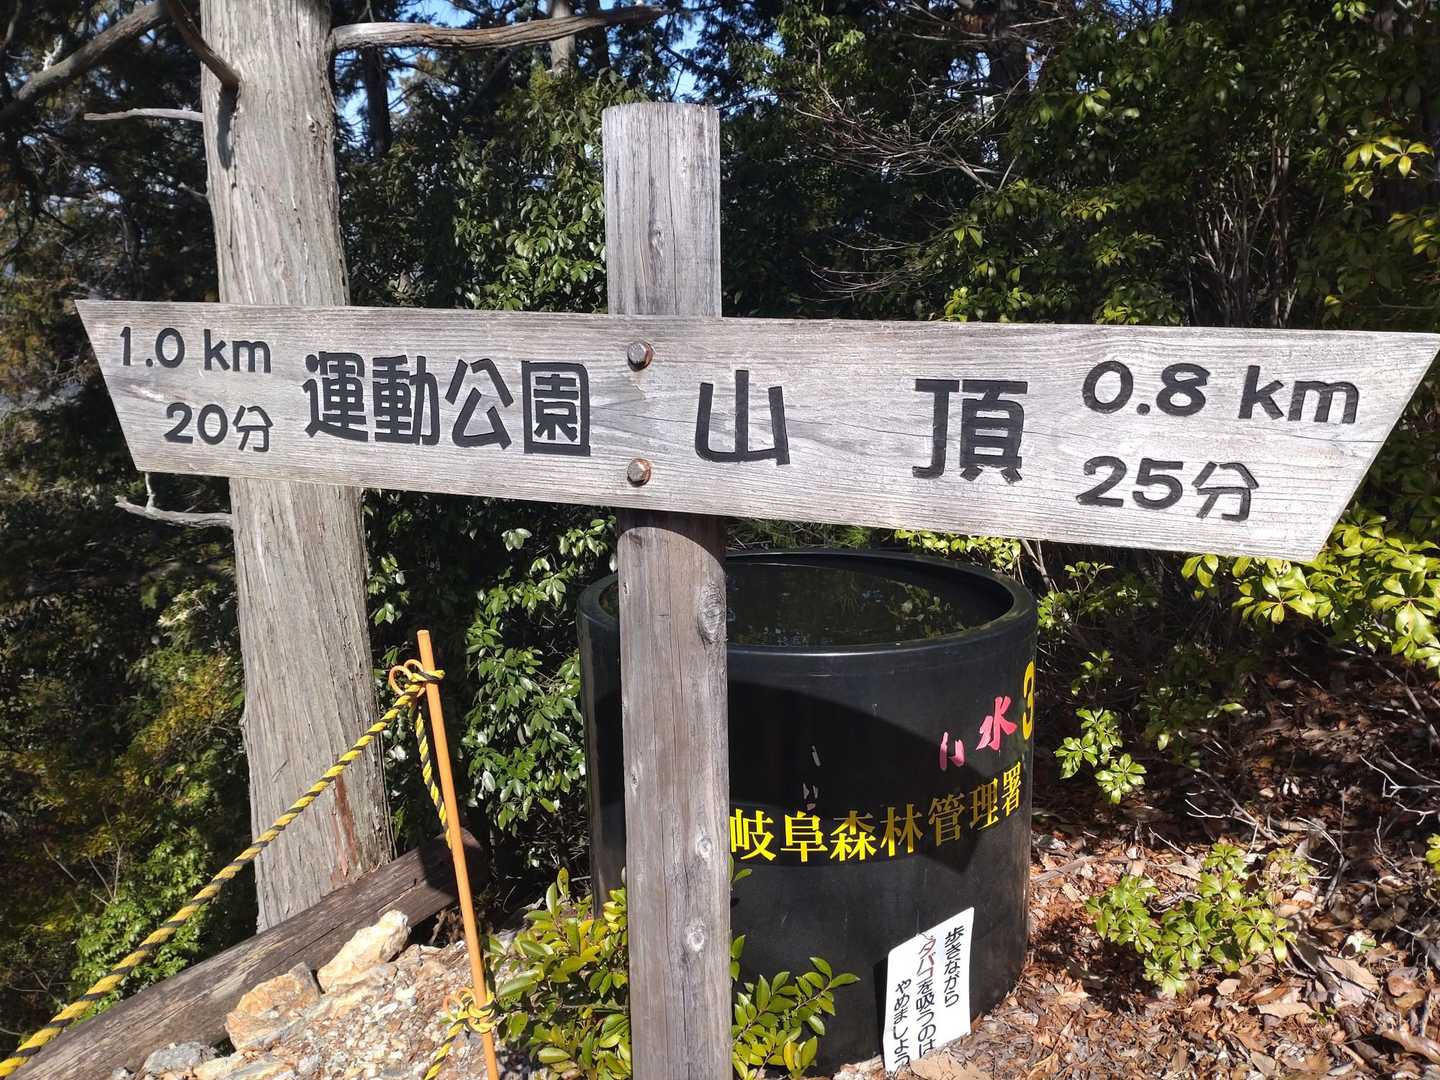 1.0 km
20分
運動公園
山頂
0.8 km
25分
水3
岐阜森林管理署
歩きながら
タバコを吸うのは
やめましょう